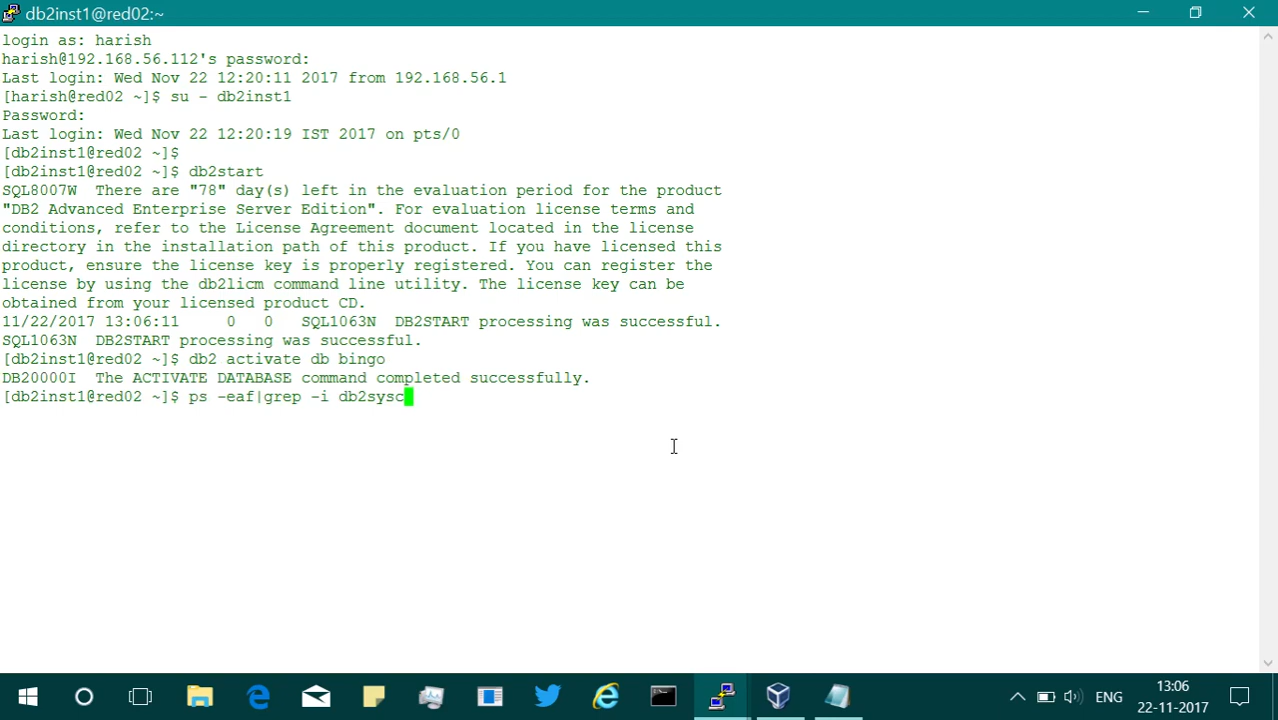 db2inst1@red02:~
login as: harish
harish@192.168.56.112's password:
Last login: Wed Nov 22 12:20:11 2017 from 192.168.56.1
[harish@red02 ~]$ su - db2inst1
Password:
Last login: Wed Nov 22 12:20:19 IST 2017 on pts/0
[db2inst1@red02 ~]$
[db2inst1@red02 ~]$ db2start
SQL8007W  There are "78" day(s) left in the evaluation period for the product
"DB2 Advanced Enterprise Server Edition". For evaluation license terms and
conditions, refer to the License Agreement document located in the license
directory in the installation path of this product. If you have licensed this
product, ensure the license key is properly registered. You can register the
license by using the db2licm command line utility. The license key can be
obtained from your licensed product CD.
11/22/2017 13:06:11     0   0   SQL1063N  DB2START processing was successful.
SQL1063N  DB2START processing was successful.
[db2inst1@red02 ~]$ db2 activate db bingo
DB20000I  The ACTIVATE DATABASE command completed successfully.
[db2inst1@red02 ~]$ ps -eaf|grep -i db2sysc
ENG
13:06
22-11-2017